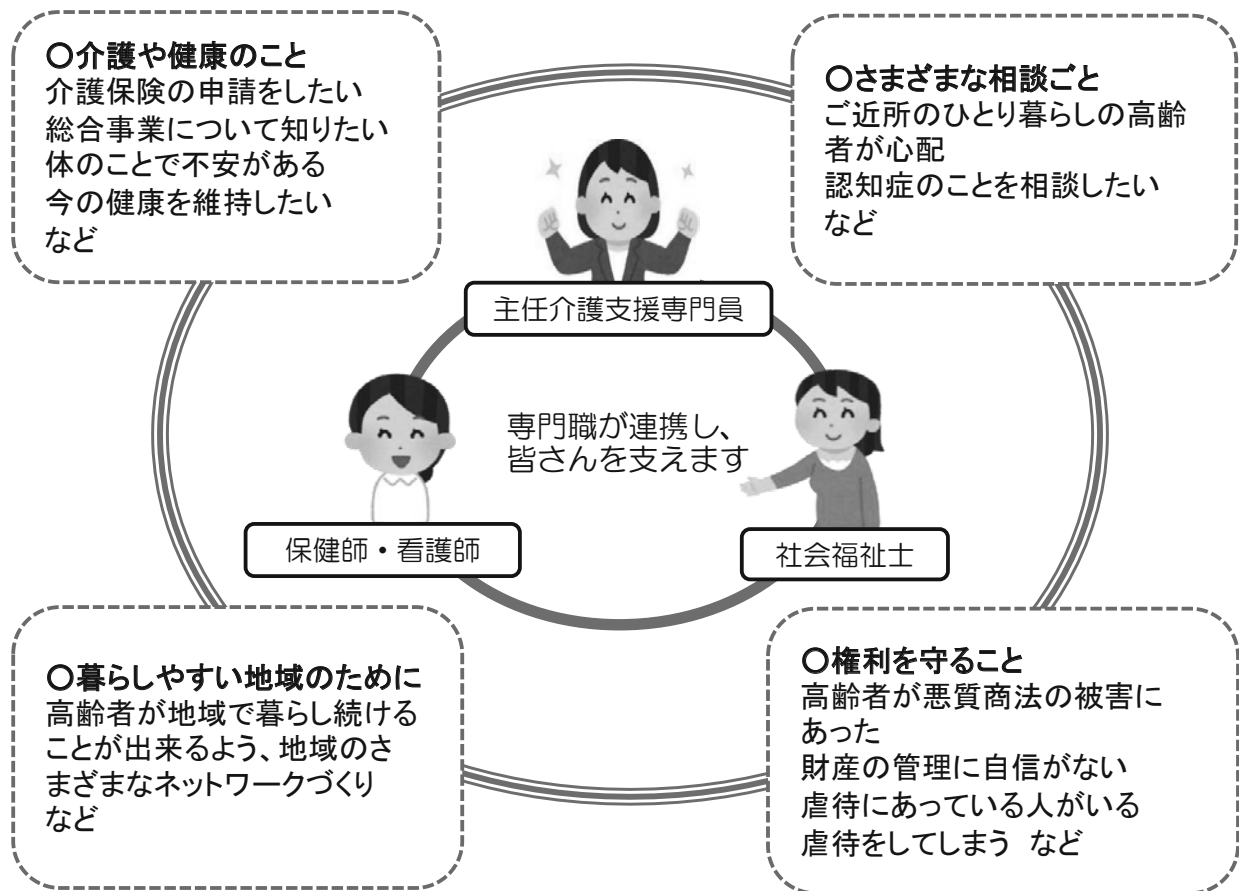 〇介護や健康のこと
介護保険の申請をしたい
総合事業について知りたい
体のことで不安がある
今の健康を維持したい
など
〇さまざまな相談ごと
ご近所のひとり暮らしの高齢
者が心配
認知症のことを相談したい
など
主任介護支援専門員
専門職が連携し、
皆さんを支えます
保健師・看護師
社会福祉士
〇暮らしやすい地域のために
高齢者が地域で暮らし続ける
ことが出来るよう、地域のさ
まざまなネットワークづくり
など
〇権利を守ること
高齢者が悪質商法の被害に
あった
財産の管理に自信がない
虐待にあっている人がいる
虐待をしてしまう など